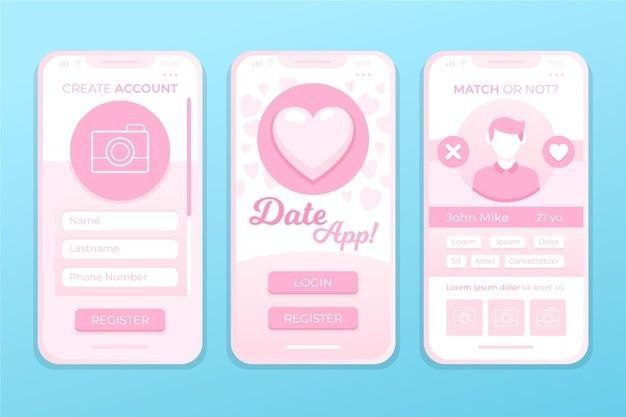 CREATE ACCOUNT
Name
Lastname
Phone Number
REGISTER
Date
App!
LOGIN
REGISTER
MATCH OR NOT?
John Mike 27 yo.
Lorem Ipsum Dolor
Sit Amet Consectetuer
Lorem ipsum dolor sit amet: